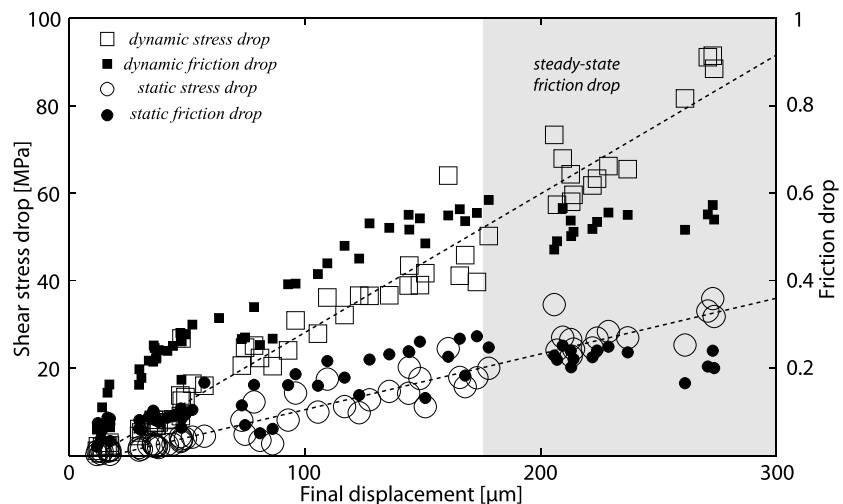 100
80
60
40
20
Shear stress drop [MPa]
dynamic stress drop
dynamic friction drop
static stress drop
static friction drop
steady-state
friction drop
1
0.8
0.6
0.4
0.2
Friction drop
0
100
200
300
Final displacement [µm]